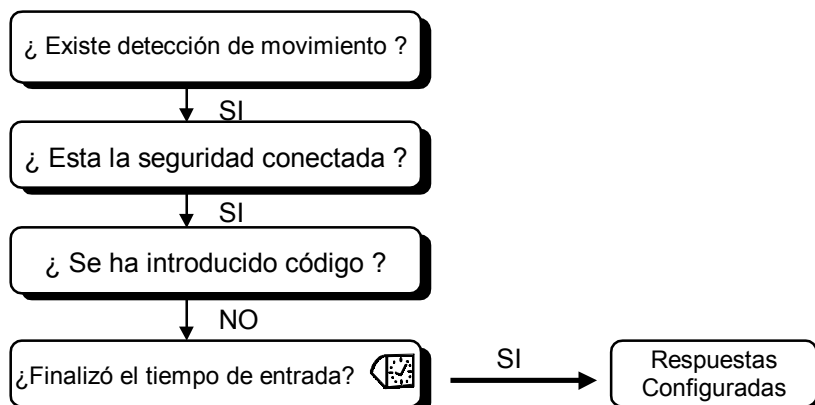 ¿ Existe detección de movimiento ?
SI
¿ Esta la seguridad conectada ?
SI
¿ Se ha introducido código ?
NO
¿Finalizó el tiempo de entrada?
SI
Respuestas
Configuradas